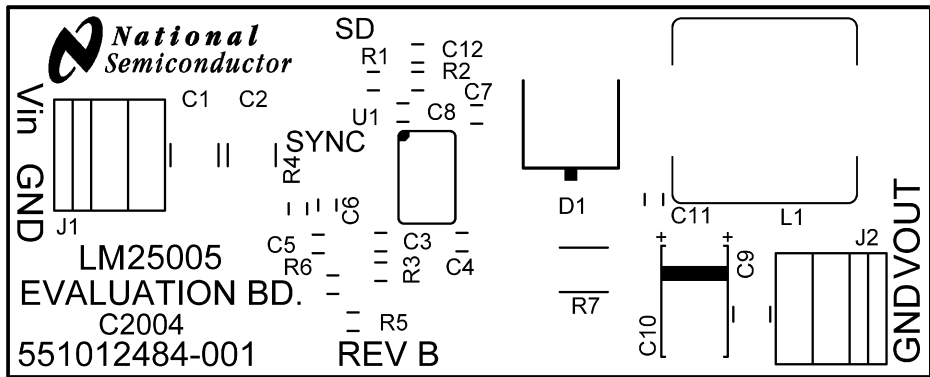 National
Semiconductor
SD
R1
C12
R2
C1
C2
C7
C8
U1
SYNC
Vin
GND
R4
C6
D1
C11
L1
J1
J2
LM25005
C5
R6
C3
R3
C4
C9
GND VOUT
EVALUATION BD.
R7
C2004
R5
C10
551012484-001
REV B
+
+